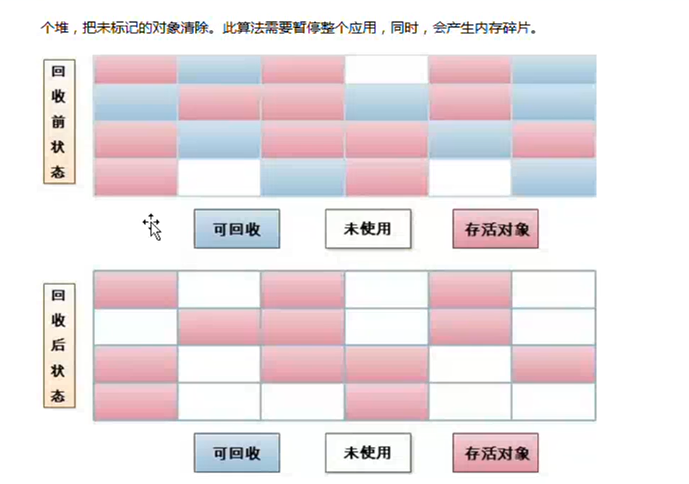 个堆，把未标记的对象清除。此算法需要暂停整个应用，同时，会产生内存碎片。
回收前状态
可回收 未使用 存活对象
回收后状态
可回收 未使用 存活对象